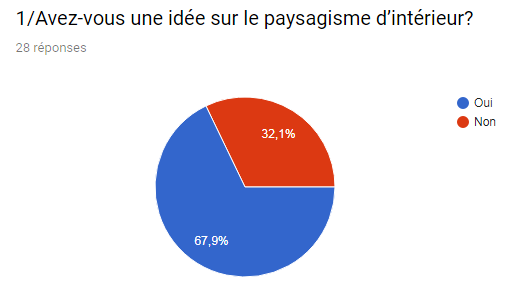 1/Avez-vous une idée sur le paysagisme d’intérieur?
28 réponses
Oui
Non
32,1%
67,9%